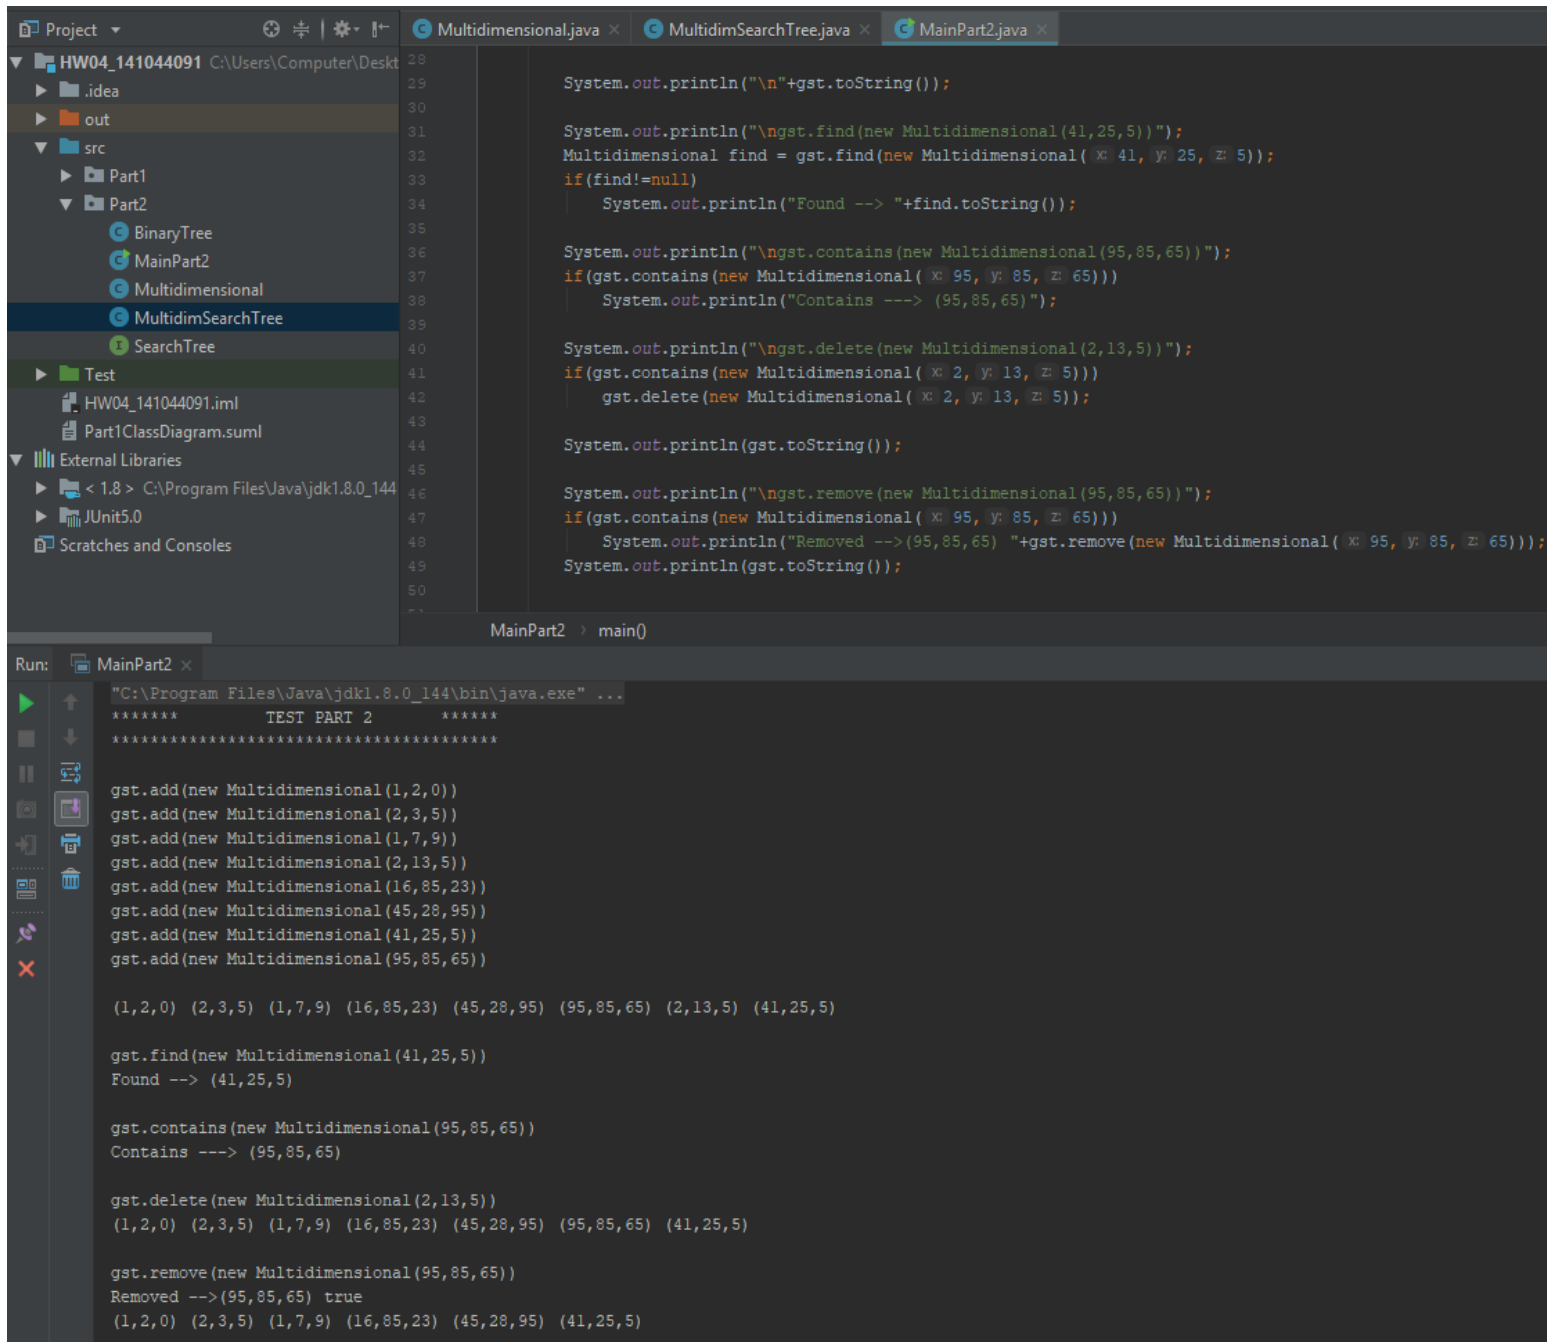 Project
HW04_141044091 C:\Users\Computer\Deskt
.idea
out
src
Part1
Part2
BinaryTree
MainPart2
Multidimensional
MultidimSearchTree
SearchTree
Test
HW04_141044091.iml
Part1ClassDiagram.suml
External Libraries
< 1.8 > C:\Program Files\Java\jdk1.8.0_144
JUnit5.0
Scratches and Consoles
Multidimensional.java
MultidimSearchTree.java
MainPart2.java
28
29 System.out.println("\n"+gst.toString());
30
31 System.out.println("\ngst.find(new Multidimensional(41,25,5))");
32 Multidimensional find = gst.find(new Multidimensional( x: 41, y: 25, z: 5));
33 if(find!=null)
34 System.out.println("Found --> "+find.toString());
35
36 System.out.println("\ngst.contains(new Multidimensional(95,85,65))");
37 if(gst.contains(new Multidimensional( x: 95, y: 85, z: 65)))
38 System.out.println("Contains ---> (95,85,65)");
39
40 System.out.println("\ngst.delete(new Multidimensional(2,13,5))");
41 if(gst.contains(new Multidimensional( x: 2, y: 13, z: 5)))
42 gst.delete(new Multidimensional( x: 2, y: 13, z: 5));
43
44 System.out.println(gst.toString());
45
46 System.out.println("\ngst.remove(new Multidimensional(95,85,65))");
47 if(gst.contains(new Multidimensional( x: 95, y: 85, z: 65)))
48 System.out.println("Removed -->(95,85,65) "+gst.remove(new Multidimensional( x: 95, y: 85, z: 65)));
49 System.out.println(gst.toString());
50
MainPart2 > main()
Run: MainPart2
"C:\Program Files\Java\jdk1.8.0_144\bin\java.exe" ...
******* TEST PART 2 ******
****************************************
gst.add(new Multidimensional(1,2,0))
gst.add(new Multidimensional(2,3,5))
gst.add(new Multidimensional(1,7,9))
gst.add(new Multidimensional(2,13,5))
gst.add(new Multidimensional(16,85,23))
gst.add(new Multidimensional(45,28,95))
gst.add(new Multidimensional(41,25,5))
gst.add(new Multidimensional(95,85,65))
(1,2,0) (2,3,5) (1,7,9) (16,85,23) (45,28,95) (95,85,65) (2,13,5) (41,25,5)
gst.find(new Multidimensional(41,25,5))
Found --> (41,25,5)
gst.contains(new Multidimensional(95,85,65))
Contains ---> (95,85,65)
gst.delete(new Multidimensional(2,13,5))
(1,2,0) (2,3,5) (1,7,9) (16,85,23) (45,28,95) (95,85,65) (41,25,5)
gst.remove(new Multidimensional(95,85,65))
Removed -->(95,85,65) true
(1,2,0) (2,3,5) (1,7,9) (16,85,23) (45,28,95) (41,25,5)